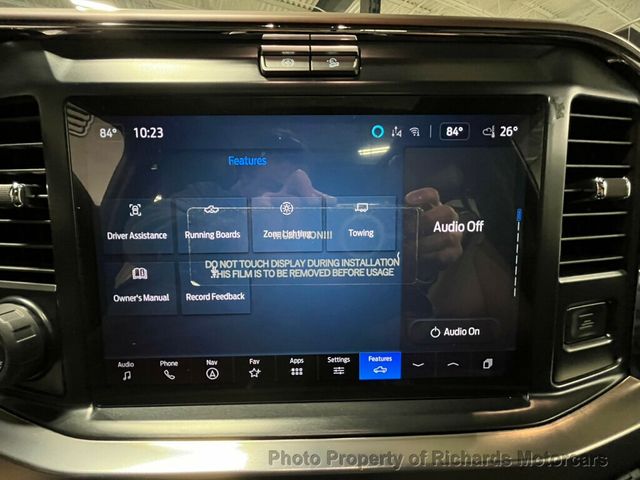 84° 10:23 84° 26°
Features
Driver Assistance Running Boards Zone Lighting Towing
Audio Off
DO NOT TOUCH DISPLAY DURING INSTALLATION
THIS FILM IS TO BE REMOVED BEFORE USAGE
Owner's Manual Record Feedback
Audio On
Audio Phone Nav Fav Apps Settings Features
Photo Property of Richards Motorcars